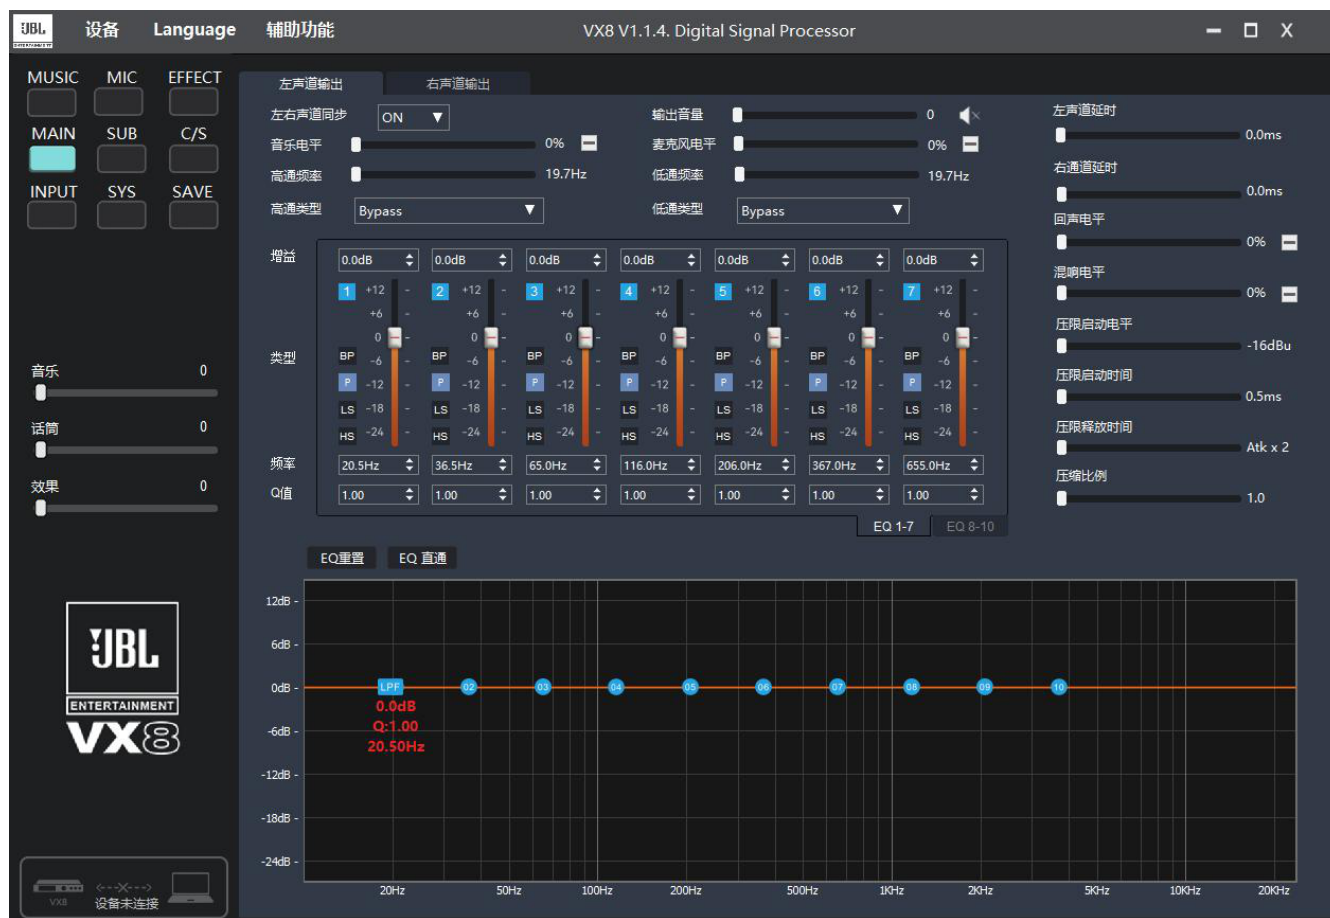 JBL 设备 Language 辅助功能 VX8 V1.1.4. Digital Signal Processor
MUSIC MIC EFFECT
MAIN SUB C/S
INPUT SYS SAVE
音乐 0
话筒 0
效果 0
JBL
ENTERTAINMENT
VX8
VX8 <---X---> 设备未连接
左声道输出 右声道输出
左右声道同步 ON 输出音量 0
音乐电平 0% 麦克风电平 0%
高通频率 19.7Hz 低通频率 19.7Hz
高通类型 Bypass 低通类型 Bypass
增益 0.0dB 0.0dB 0.0dB 0.0dB 0.0dB 0.0dB 0.0dB
1 +12 - 2 +12 - 3 +12 - 4 +12 - 5 +12 - 6 +12 - 7 +12 -
+6 - +6 - +6 - +6 - +6 - +6 - +6 -
0 - 0 - 0 - 0 - 0 - 0 - 0 -
类型 BP -6 - BP -6 - BP -6 - BP -6 - BP -6 - BP -6 - BP -6 -
P -12 - P -12 - P -12 - P -12 - P -12 - P -12 - P -12 -
LS -18 - LS -18 - LS -18 - LS -18 - LS -18 - LS -18 - LS -18 -
HS -24 - HS -24 - HS -24 - HS -24 - HS -24 - HS -24 - HS -24 -
频率 20.5Hz 36.5Hz 65.0Hz 116.0Hz 206.0Hz 367.0Hz 655.0Hz
Q值 1.00 1.00 1.00 1.00 1.00 1.00 1.00
EQ 1-7 EQ 8-10
左声道延时
0.0ms
右通道延时
0.0ms
回声电平
0%
混响电平
0%
压限启动电平
-16dBu
压限启动时间
0.5ms
压限释放时间
Atk x 2
压缩比例
1.0
EQ重置 EQ 直通
12dB -
6dB -
0dB - LPF 02 03 04 05 06 07 08 09 10
0.0dB
Q:1.00
-6dB -
20.50Hz
-12dB -
-18dB -
-24dB -
20Hz 50Hz 100Hz 200Hz 500Hz 1KHz 2KHz 5KHz 10KHz 20KHz